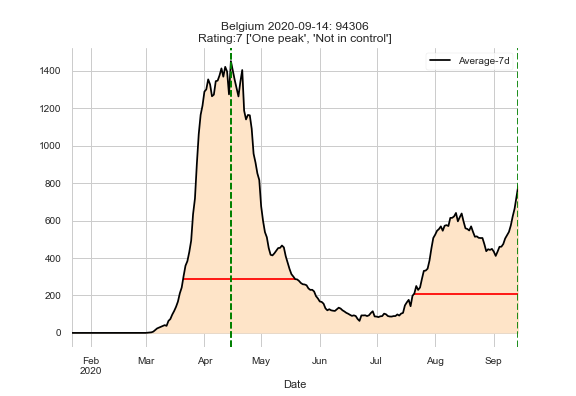 Belgium 2020-09-14: 94306
Rating:7 ['One peak', 'Not in control']
Average-7d
1400
1200
1000
800
600
400
200
0
Feb Mar Apr May Jun Jul Aug Sep
2020
Date